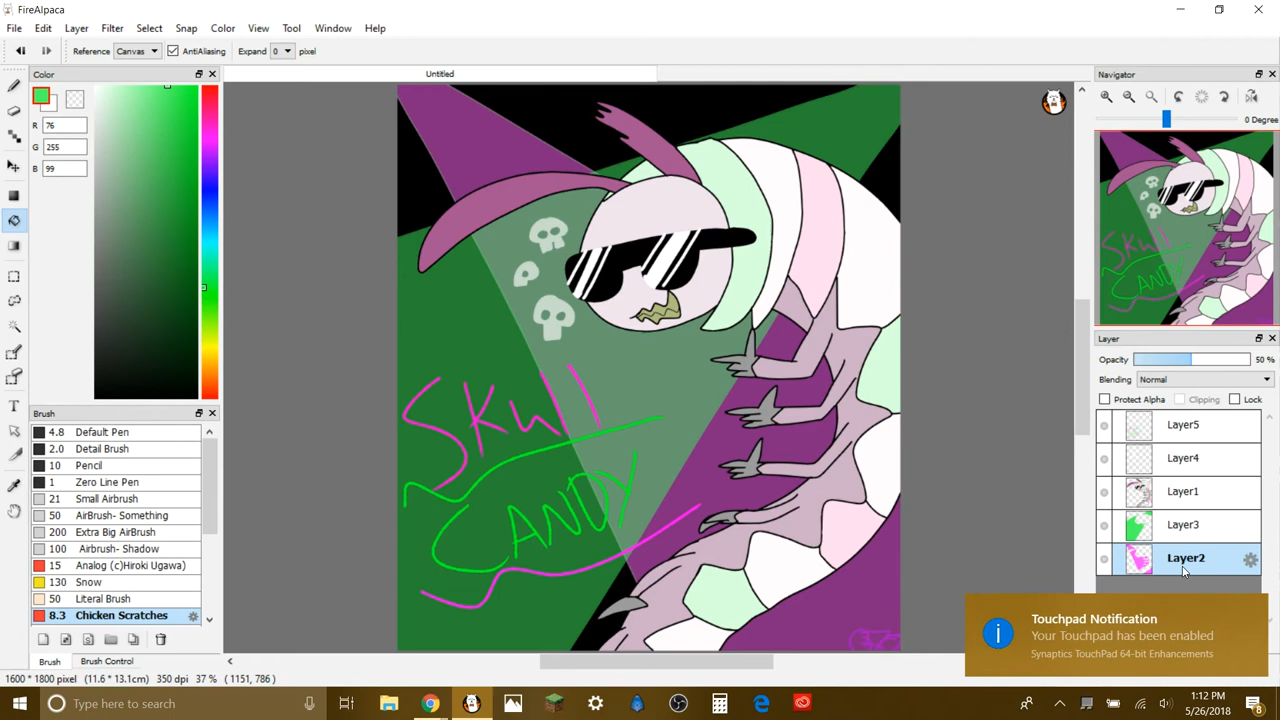 FireAlpaca
File Edit Layer Filter Select Snap Color View Tool Window Help
Reference Canvas AntiAliasing Expand 0 pixel
Color
Untitled
Navigator
R 76
G 255
B 99
0 Degree
Skull
CANDY
Layer
Opacity 50 %
Blending Normal
Protect Alpha Clipping Lock
Layer5
Layer4
Layer1
Layer3
Layer2
Brush
4.8 Default Pen
2.0 Detail Brush
10 Pencil
1 Zero Line Pen
21 Small Airbrush
50 AirBrush- Something
200 Extra Big AirBrush
100 Airbrush- Shadow
15 Analog (c)Hiroki Ugawa)
130 Snow
50 Literal Brush
8.3 Chicken Scratches
Brush Brush Control
1600 * 1800 pixel (11.6 * 13.1cm) 350 dpi 37 % ( 1151, 786 )
Touchpad Notification
Your Touchpad has been enabled
Synaptics TouchPad 64-bit Enhancements
Type here to search
1:12 PM
5/26/2018
8